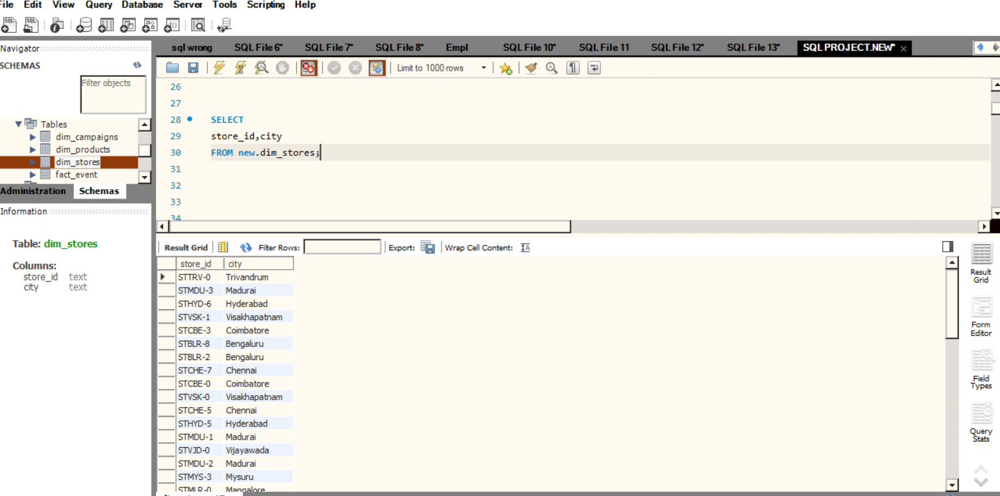 File Edit View Query Database Server Tools Scripting Help
Navigator
SCHEMAS
Filter objects
Tables
dim_campaigns
dim_products
dim_stores
fact_event
Administration Schemas
Information
Table: dim_stores
Columns:
store_id text
city text
sql wrong SQL File 6* SQL File 7* SQL File 8* Empl SQL File 10* SQL File 11 SQL File 12* SQL File 13* SQL PROJECT.NEW*
Limit to 1000 rows
26
27
28 SELECT
29 store_id,city
30 FROM new.dim_stores;
31
32
33
34
Result Grid Filter Rows: Export: Wrap Cell Content:
store_id city
STTRV-0 Trivandrum
STMDU-3 Madurai
STHYD-6 Hyderabad
STVSK-1 Visakhapatnam
STCBE-3 Coimbatore
STBLR-8 Bengaluru
STBLR-2 Bengaluru
STCHE-7 Chennai
STCBE-0 Coimbatore
STVSK-0 Visakhapatnam
STCHE-5 Chennai
STHYD-5 Hyderabad
STMDU-1 Madurai
STVJD-0 Vijayawada
STMDU-2 Madurai
STMYS-3 Mysuru
STMLR-0 Mangalore
Result
Grid
Form
Editor
Field
Types
Query
Stats